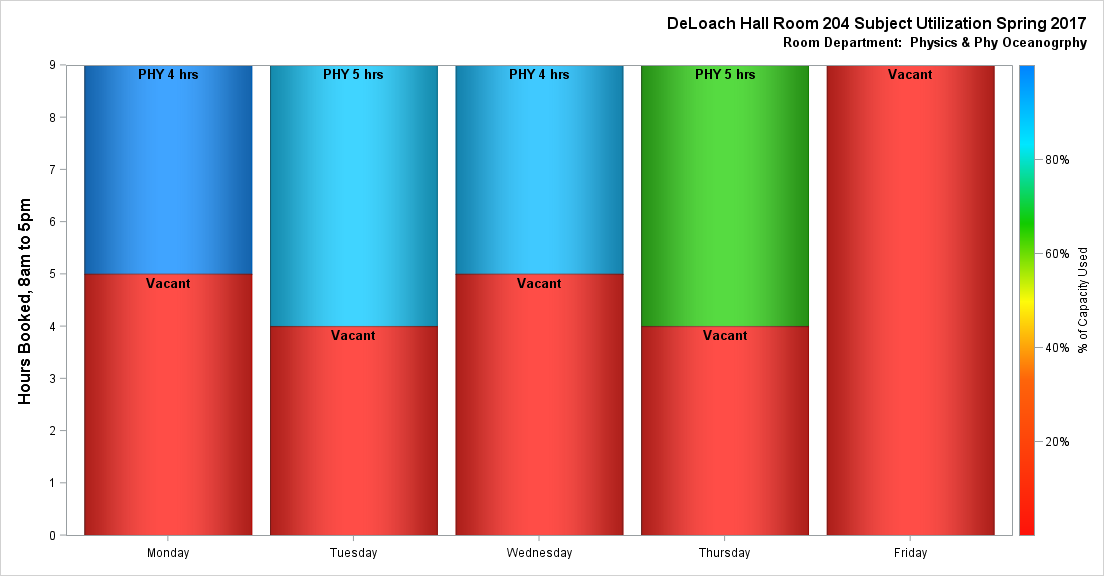 DeLoach Hall Room 204 Subject Utilization Spring 2017
Room Department:  Physics & Phy Oceanogrphy
Hours Booked, 8am to 5pm
9
8
7
6
5
4
3
2
1
0
PHY 4 hrs
Vacant
PHY 5 hrs
Vacant
PHY 4 hrs
Vacant
PHY 5 hrs
Vacant
Vacant
Monday
Tuesday
Wednesday
Thursday
Friday
80%
60%
40%
20%
% of Capacity Used